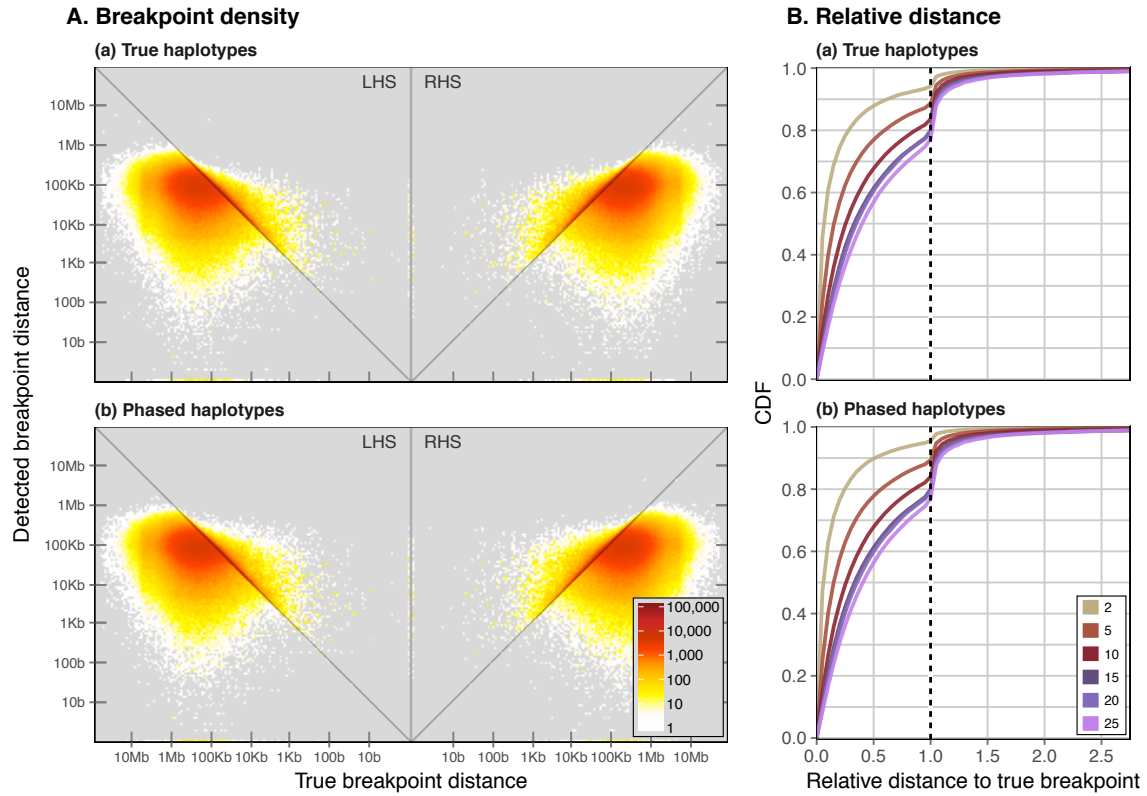 A. Breakpoint density
(a) True haplotypes
LHS RHS
10Mb
1Mb
100Kb
10Kb
1Kb
100b
10b
Detected breakpoint distance
(b) Phased haplotypes
LHS RHS
10Mb
1Mb
100Kb
10Kb
1Kb
100b
10b
100,000
10,000
1,000
100
10
1
10Mb 1Mb 100Kb 10Kb 1Kb 100b 10b 10b 100b 1Kb 10Kb 100Kb 1Mb 10Mb
True breakpoint distance
B. Relative distance
(a) True haplotypes
1.0
0.8
0.6
0.4
0.2
0.0
CDF
(b) Phased haplotypes
1.0
0.8
0.6
0.4
0.2
0.0
2
5
10
15
20
25
0.0 0.5 1.0 1.5 2.0 2.5
Relative distance to true breakpoint